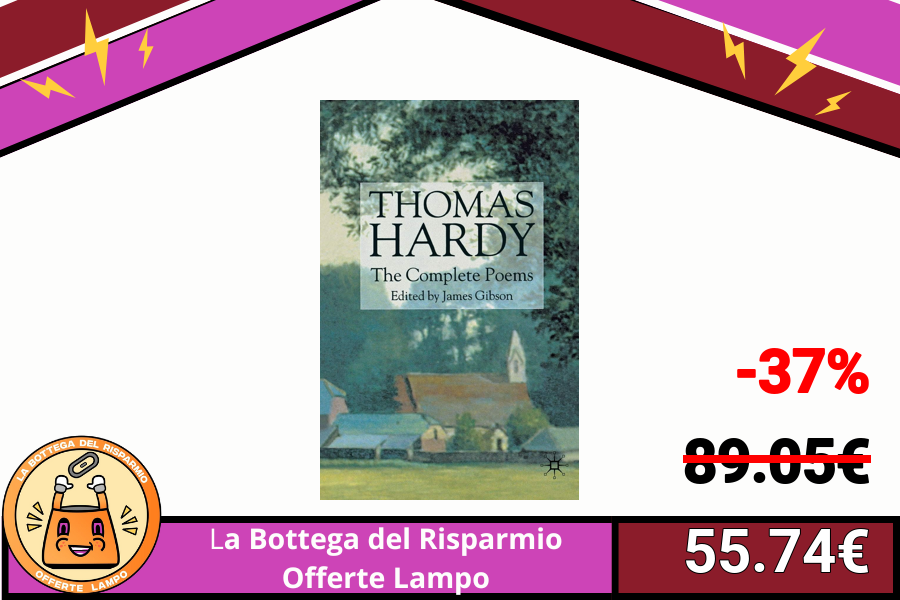 THOMAS
HARDY
The Complete Poems
Edited by James Gibson
-37%
89.05€
LA BOTTEGA DEL RISPARMIO
OFFERTE LAMPO
La Bottega del Risparmio
Offerte Lampo
55.74€